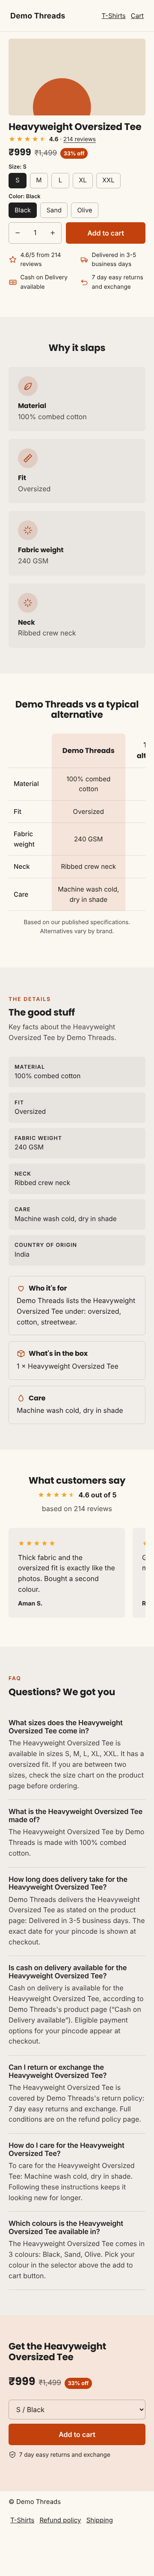 Demo Threads T-Shirts Cart
Heavyweight Oversized Tee
★★★★★ 4.6 · 214 reviews
₹999 ₹1,499 33% off
Size: S
S M L XL XXL
Color: Black
Black Sand Olive
− 1 + Add to cart
4.6/5 from 214 reviews
Delivered in 3-5 business days
Cash on Delivery available
7 day easy returns and exchange
Why it slaps
Material
100% combed cotton
Fit
Oversized
Fabric weight
240 GSM
Neck
Ribbed crew neck
Demo Threads vs a typical
alternative
Demo Threads
Material 100% combed cotton
Fit Oversized
Fabric weight 240 GSM
Neck Ribbed crew neck
Care Machine wash cold, dry in shade
Based on our published specifications.
Alternatives vary by brand.
THE DETAILS
The good stuff
Key facts about the Heavyweight
Oversized Tee by Demo Threads.
MATERIAL
100% combed cotton
FIT
Oversized
FABRIC WEIGHT
240 GSM
NECK
Ribbed crew neck
CARE
Machine wash cold, dry in shade
COUNTRY OF ORIGIN
India
Who it's for
Demo Threads lists the Heavyweight
Oversized Tee under: oversized,
cotton, streetwear.
What's in the box
1 × Heavyweight Oversized Tee
Care
Machine wash cold, dry in shade
What customers say
★★★★★ 4.6 out of 5
based on 214 reviews
★★★★★
Thick fabric and the
oversized fit is exactly like the
photos. Bought a second
colour.
Aman S.
FAQ
Questions? We got you
What sizes does the Heavyweight
Oversized Tee come in?
The Heavyweight Oversized Tee is
available in sizes S, M, L, XL, XXL. It has a
oversized fit. If you are between two
sizes, check the size chart on the product
page before ordering.
What is the Heavyweight Oversized Tee
made of?
The Heavyweight Oversized Tee by Demo
Threads is made with 100% combed
cotton.
How long does delivery take for the
Heavyweight Oversized Tee?
Demo Threads delivers the Heavyweight
Oversized Tee as stated on the product
page: Delivered in 3-5 business days. The
exact date for your pincode is shown at
checkout.
Is cash on delivery available for the
Heavyweight Oversized Tee?
Cash on delivery is available for the
Heavyweight Oversized Tee, according to
Demo Threads's product page ("Cash on
Delivery available"). Eligible payment
options for your pincode appear at
checkout.
Can I return or exchange the
Heavyweight Oversized Tee?
The Heavyweight Oversized Tee is
covered by Demo Threads's return policy:
7 day easy returns and exchange. Full
conditions are on the refund policy page.
How do I care for the Heavyweight
Oversized Tee?
To care for the Heavyweight Oversized
Tee: Machine wash cold, dry in shade.
Following these instructions keeps it
looking new for longer.
Which colours is the Heavyweight
Oversized Tee available in?
The Heavyweight Oversized Tee comes in
3 colours: Black, Sand, Olive. Pick your
colour in the selector above the add to
cart button.
Get the Heavyweight
Oversized Tee
₹999 ₹1,499 33% off
S / Black
Add to cart
7 day easy returns and exchange
© Demo Threads
T-Shirts Refund policy Shipping